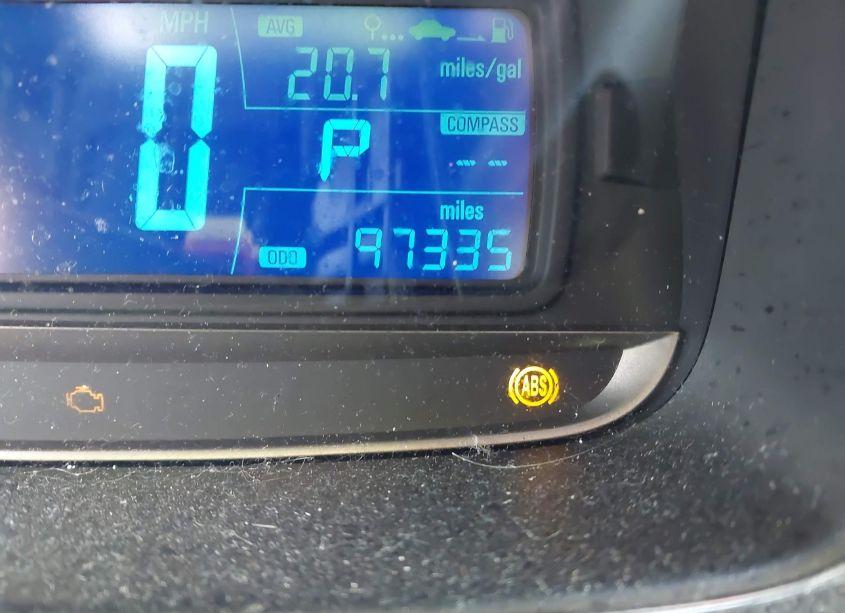 MPH
AVG
20.7 miles/gal
0
P
COMPASS
--
miles
ODO 97335
ABS